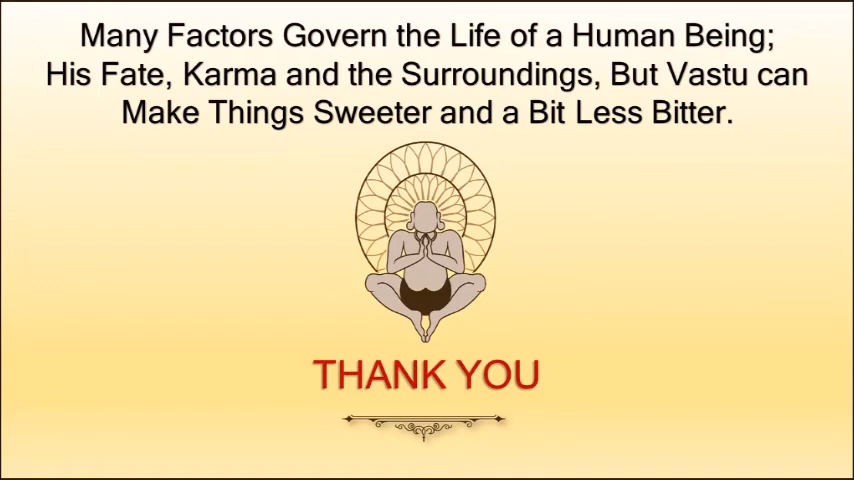 Many Factors Govern the Life of a Human Being;
His Fate, Karma and the Surroundings, But Vastu can
Make Things Sweeter and a Bit Less Bitter.
THANK YOU